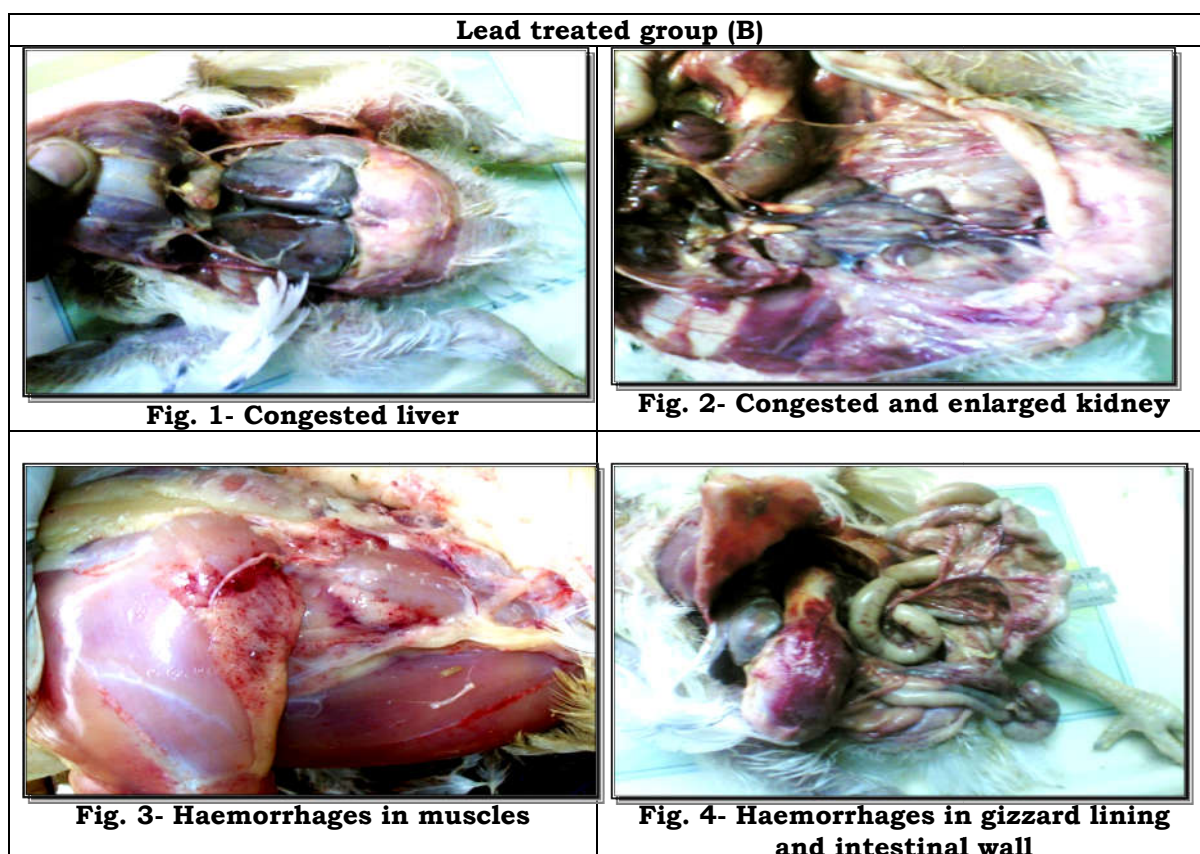 Lead treated group (B)
Fig. 1- Congested liver
Fig. 2- Congested and enlarged kidney
Fig. 3- Haemorrhages in muscles
Fig. 4- Haemorrhages in gizzard lining
and intestinal wall